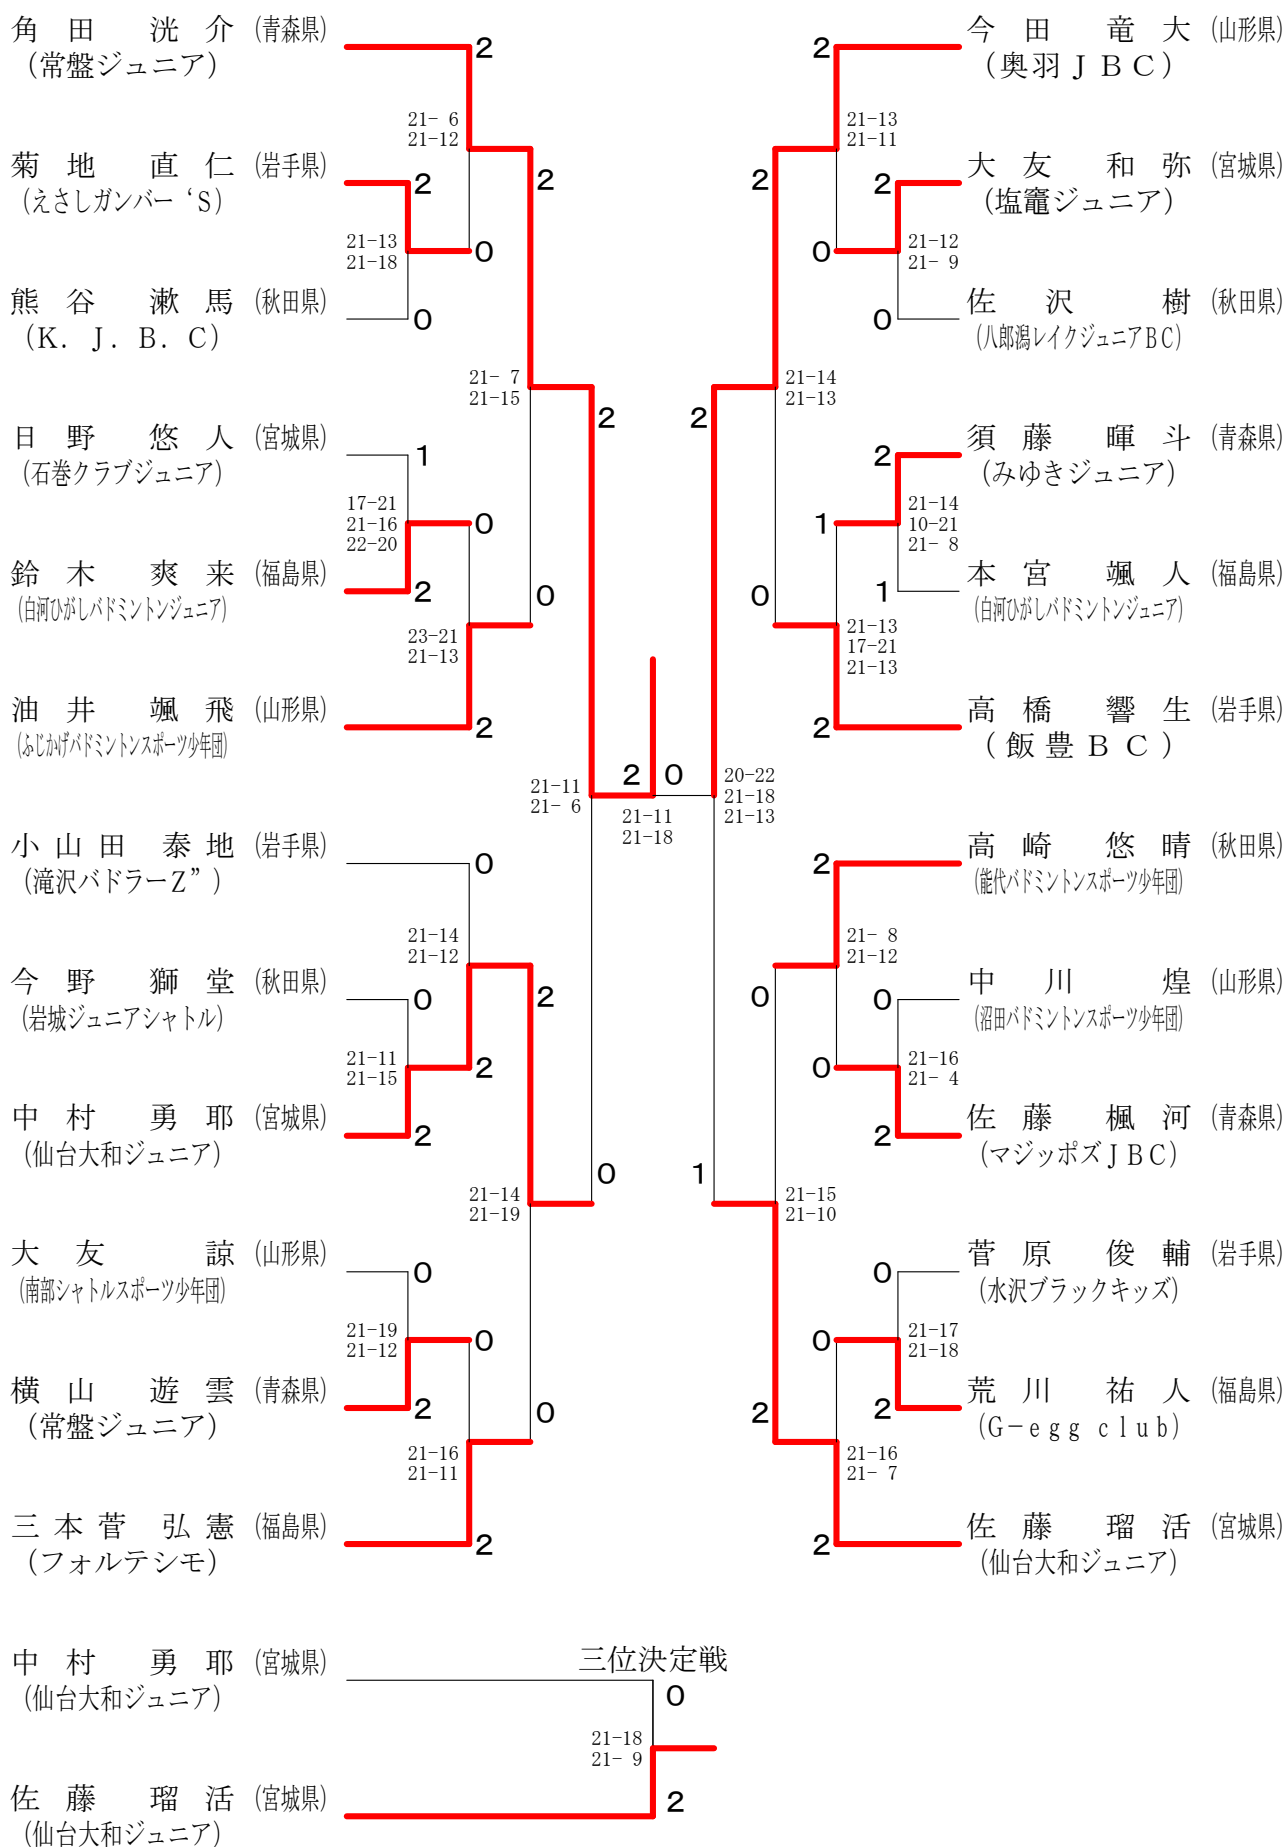 角田 洸介 (青森県)
(常盤ジュニア)
2
21- 6
21-12
菊地 直仁 (岩手県)
(えさしガンバー‘S)
2
2
21-13
21-18
0
熊谷 漱馬 (秋田県)
(K．J．B．C)
0
21- 7
21-15
2
日野 悠人 (宮城県)
(石巻クラブジュニア)
1
17-21
21-16
22-20
0
鈴木 爽来 (福島県)
(白河ひがしバドミントンジュニア)
2
0
23-21
21-13
油井 颯飛 (山形県)
(ふじかげバドミントンスポーツ少年団)
2
21-11
21- 6
2 0
21-11
21-18
小山田 泰地 (岩手県)
(滝沢バドラーZ”)
0
21-14
21-12
今野 獅堂 (秋田県)
(岩城ジュニアシャトル)
0
2
21-11
21-15
2
中村 勇耶 (宮城県)
(仙台大和ジュニア)
2
0
21-14
21-19
大友 諒 (山形県)
(南部シャトルスポーツ少年団)
0
21-19
21-12
0
横山 遊雲 (青森県)
(常盤ジュニア)
2
0
21-16
21-11
三本菅 弘憲 (福島県)
(フォルテシモ)
2
今田 竜大 (山形県)
(奥羽ＪＢＣ)
2
21-13
21-11
大友 和弥 (宮城県)
(塩竈ジュニア)
2
2
0
21-12
21- 9
佐沢 樹 (秋田県)
(八郎潟レイクジュニアBC)
0
21-14
21-13
2
須藤 暉斗 (青森県)
(みゆきジュニア)
2
21-14
10-21
21- 8
1
本宮 颯人 (福島県)
(白河ひがしバドミントンジュニア)
1
0
21-13
17-21
21-13
高橋 響生 (岩手県)
(飯豊ＢＣ)
2
20-22
21-18
21-13
高崎 悠晴 (秋田県)
(能代バドミントンスポーツ少年団)
2
21- 8
21-12
中川 煌 (山形県)
(沼田バドミントンスポーツ少年団)
0
0
0
21-16
21- 4
佐藤 楓河 (青森県)
(マジッポズＪＢＣ)
2
1
21-15
21-10
菅原 俊輔 (岩手県)
(水沢ブラックキッズ)
0
0
21-17
21-18
荒川 祐人 (福島県)
(G－egg club)
2
2
21-16
21- 7
佐藤 瑠活 (宮城県)
(仙台大和ジュニア)
2
三位決定戦
中村 勇耶 (宮城県)
(仙台大和ジュニア)
0
21-18
21- 9
佐藤 瑠活 (宮城県)
(仙台大和ジュニア)
2